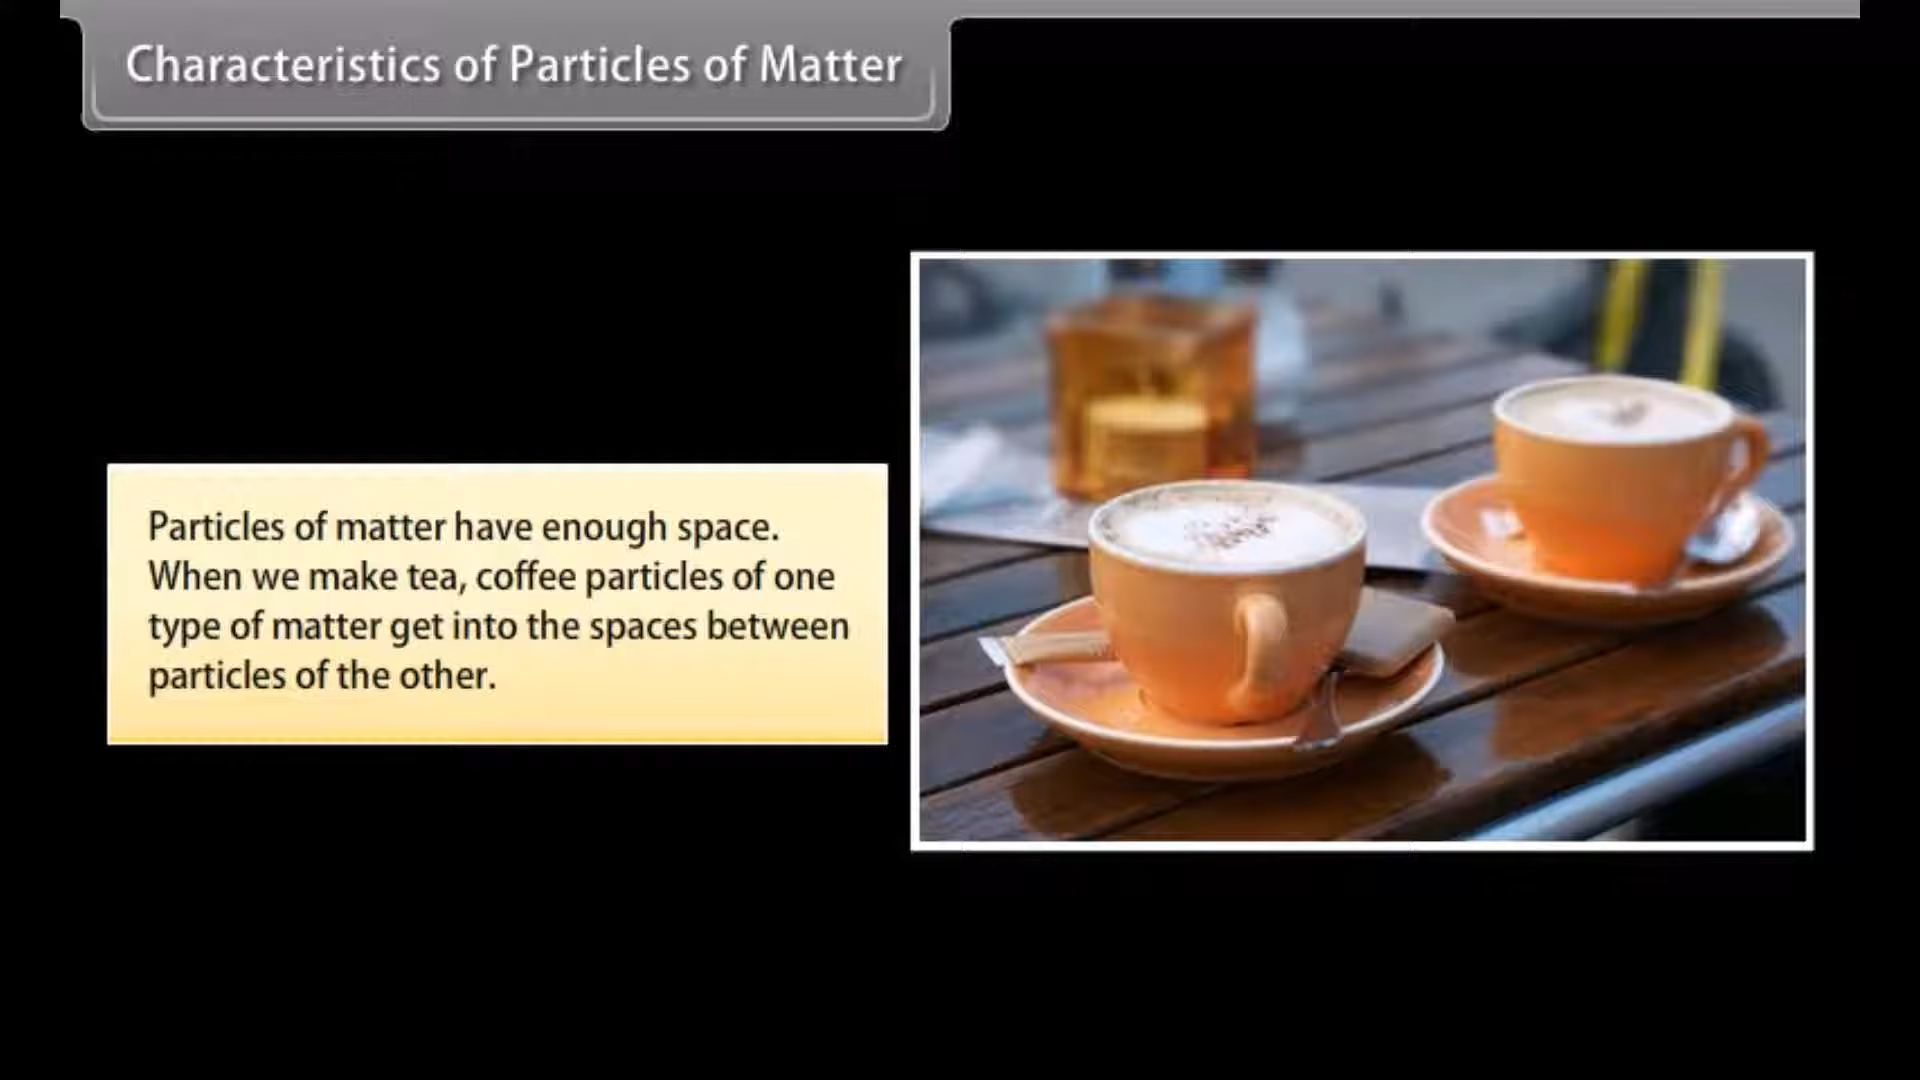 Characteristics of Particles of Matter
Particles of matter have enough space.
When we make tea, coffee particles of one
type of matter get into the spaces between
particles of the other.